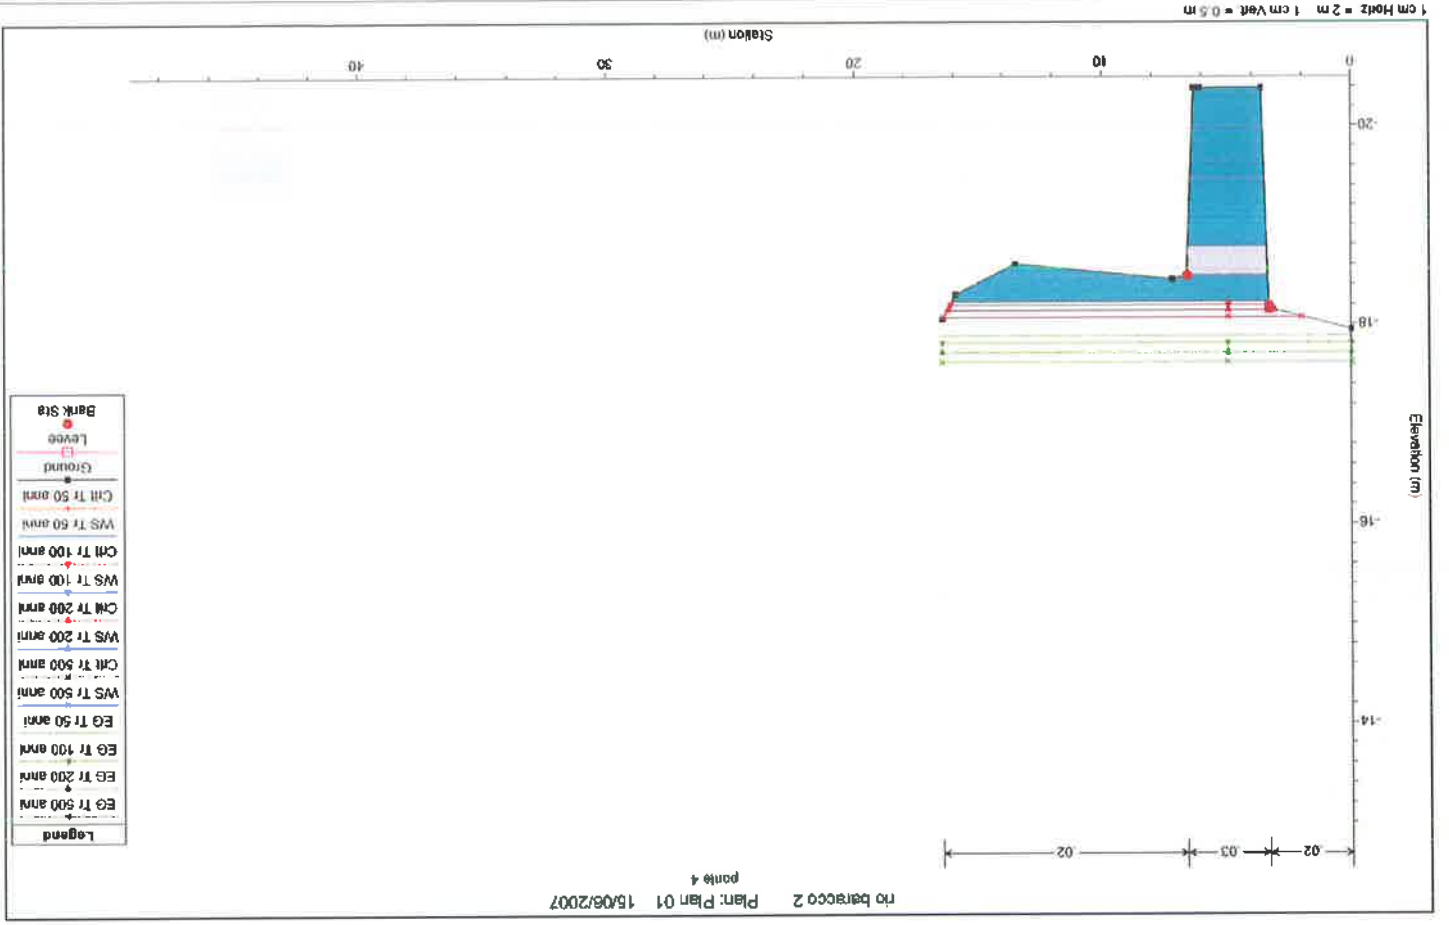 rio baracco 2 Plan: Plan 01 15/06/2007
ponte 4
.02 .03 .02
Legend
EG Tr 500 anni
EG Tr 200 anni
EG Tr 100 anni
EG Tr 50 anni
WS Tr 500 anni
Crit Tr 500 anni
WS Tr 200 anni
Crit Tr 200 anni
WS Tr 100 anni
Crit Tr 100 anni
WS Tr 50 anni
Crit Tr 50 anni
Ground
Levee
Bank Sta
Elevation (m)
-14
-16
-18
-20
0 10 20 30 40
Station (m)
1 cm Horiz. = 2 m 1 cm Vert. = 0.5 m